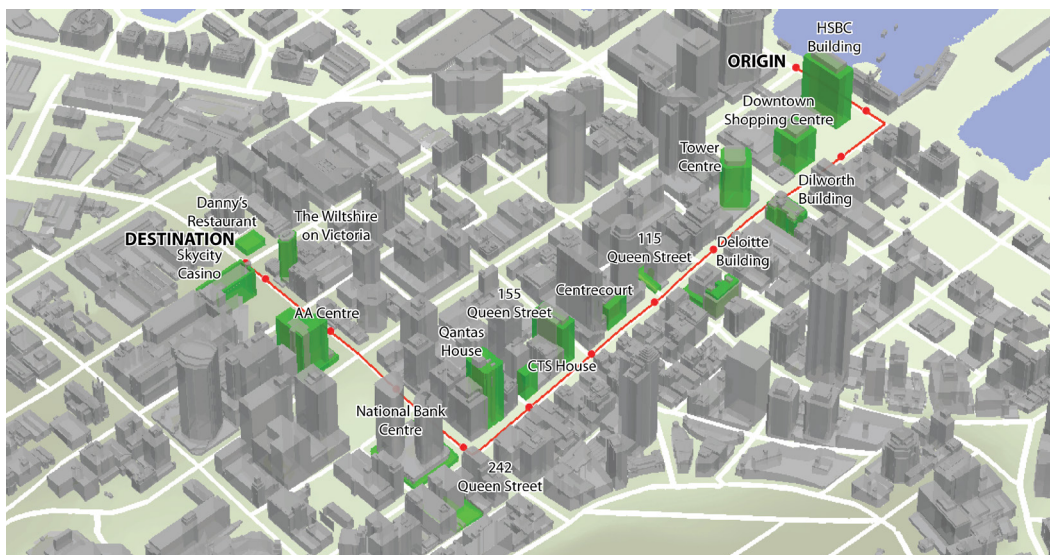 HSBC
Building
ORIGIN
Downtown
Shopping Centre
Tower
Centre
Dilworth
Building
Danny's
Restaurant
The Wiltshire
on Victoria
DESTINATION
Skycity
Casino
115
Queen Street
Deloitte
Building
Centrecourt
155
Queen Street
AA Centre
Qantas
House
CTS House
National Bank
Centre
242
Queen Street